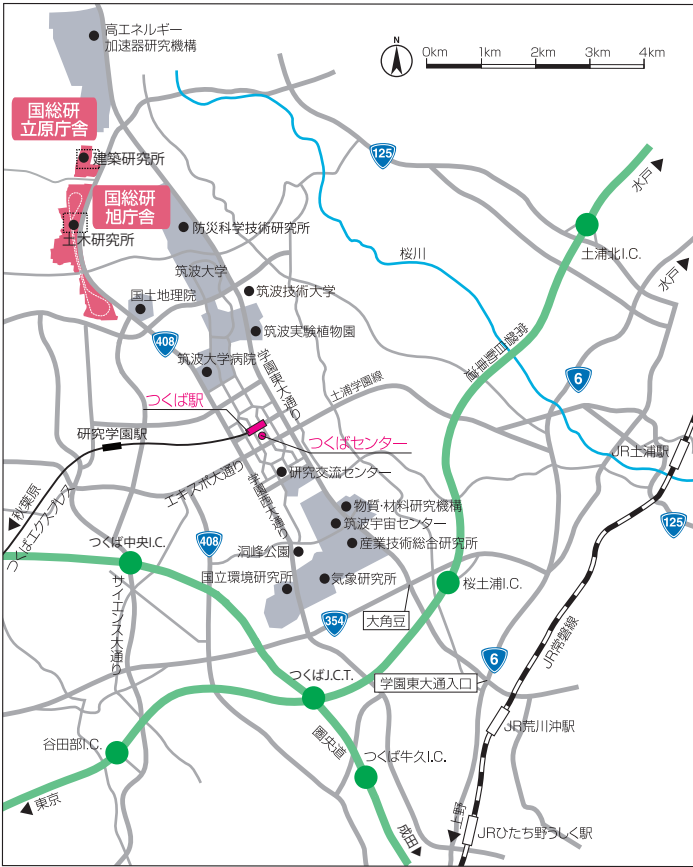 高エネルギー
加速器研究機構
0km 1km 2km 3km 4km
国総研
立原庁舎
建築研究所
125
水戸
国総研
旭庁舎
土木研究所
防災科学技術研究所
土浦北I.C.
桜川
筑波大学
水戸
国土地理院
筑波技術大学
筑波実験植物園
408
常磐自動車道
学園東大通り
筑波大学病院
6
土浦学園線
つくば駅
研究学園駅
つくばセンター
JR土浦駅
エキスポ大通り
研究交流センター
学園西大通り
秋葉原
つくばエクスプレス
物質・材料研究機構
筑波宇宙センター
125
408
産業技術総合研究所
つくば中央I.C.
洞峰公園
サイエンス大通り
国立環境研究所
気象研究所
桜土浦I.C.
354
大角豆
JR常磐線
6
つくばJ.C.T.
学園東大通入口
圏央道
JR荒川沖駅
谷田部I.C.
つくば牛久I.C.
東京
成田
上野
JRひたち野うしく駅